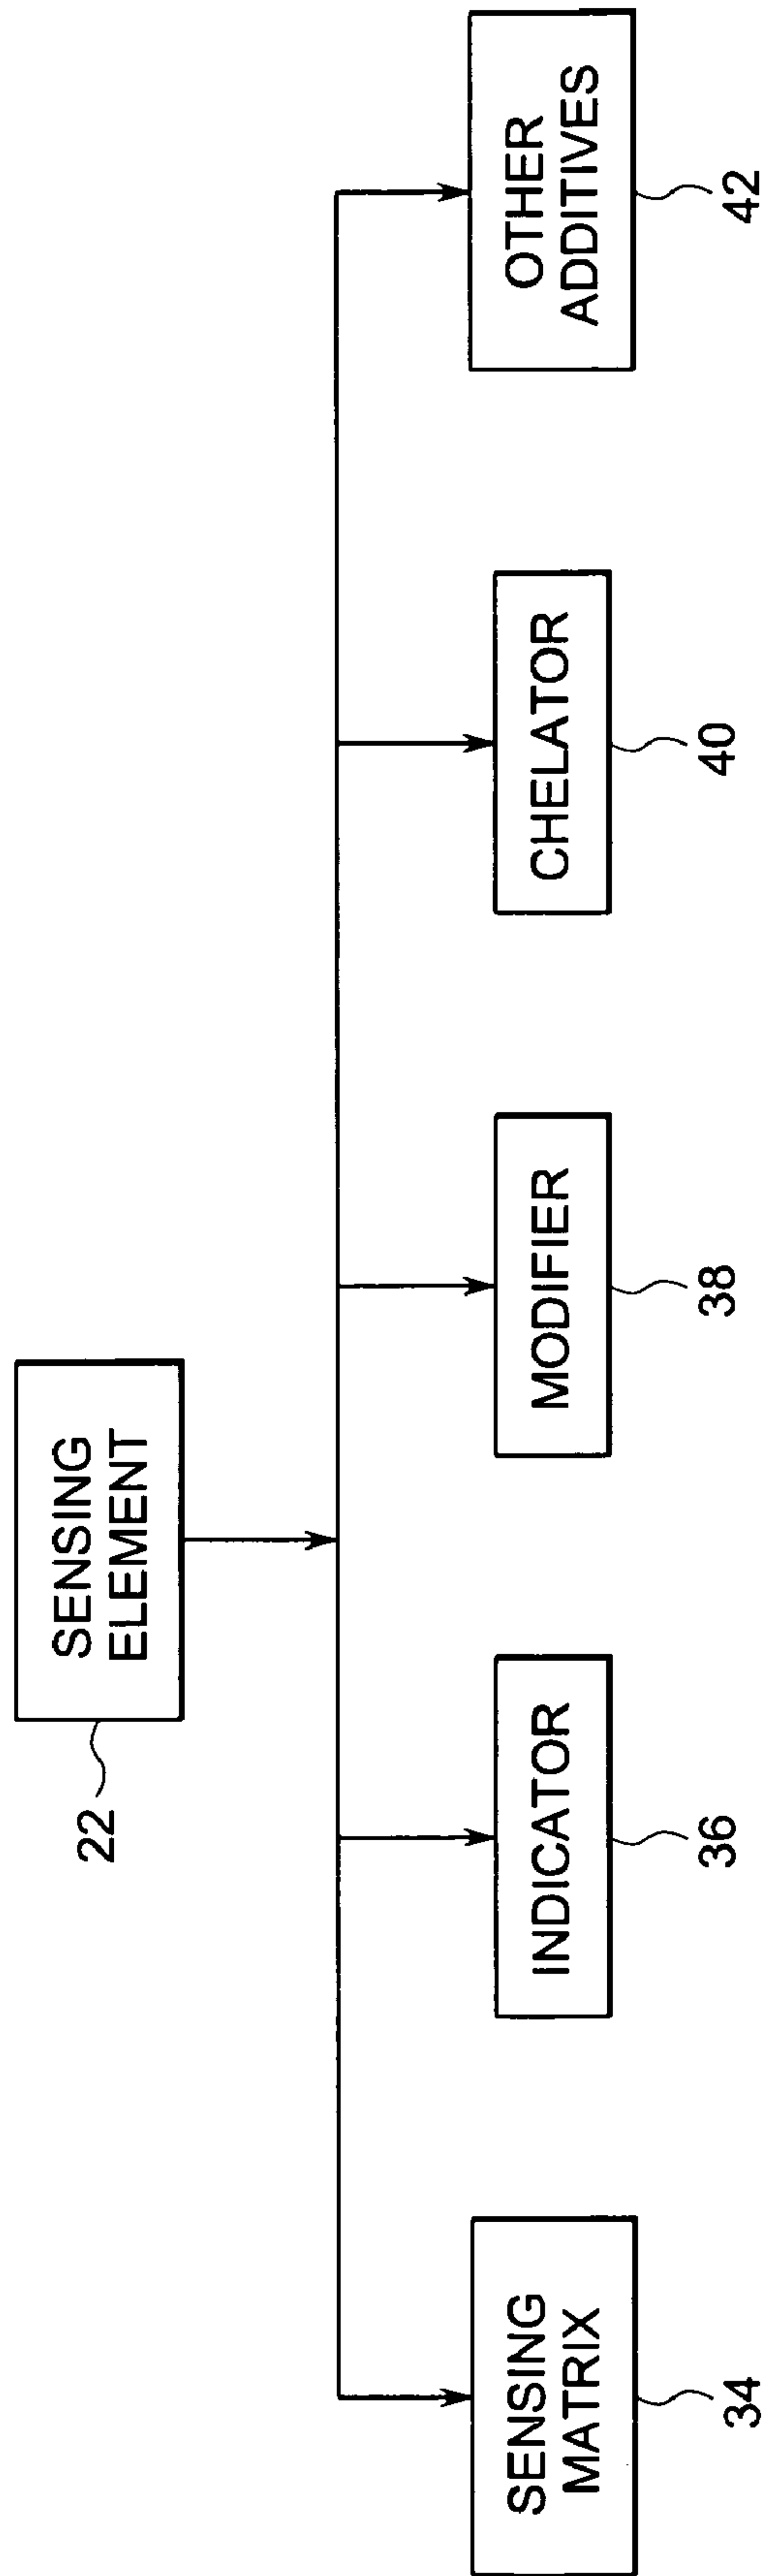 SENSING
ELEMENT
22
SENSING
MATRIX
34
INDICATOR
36
MODIFIER
38
CHELATOR
40
OTHER
ADDITIVES
42